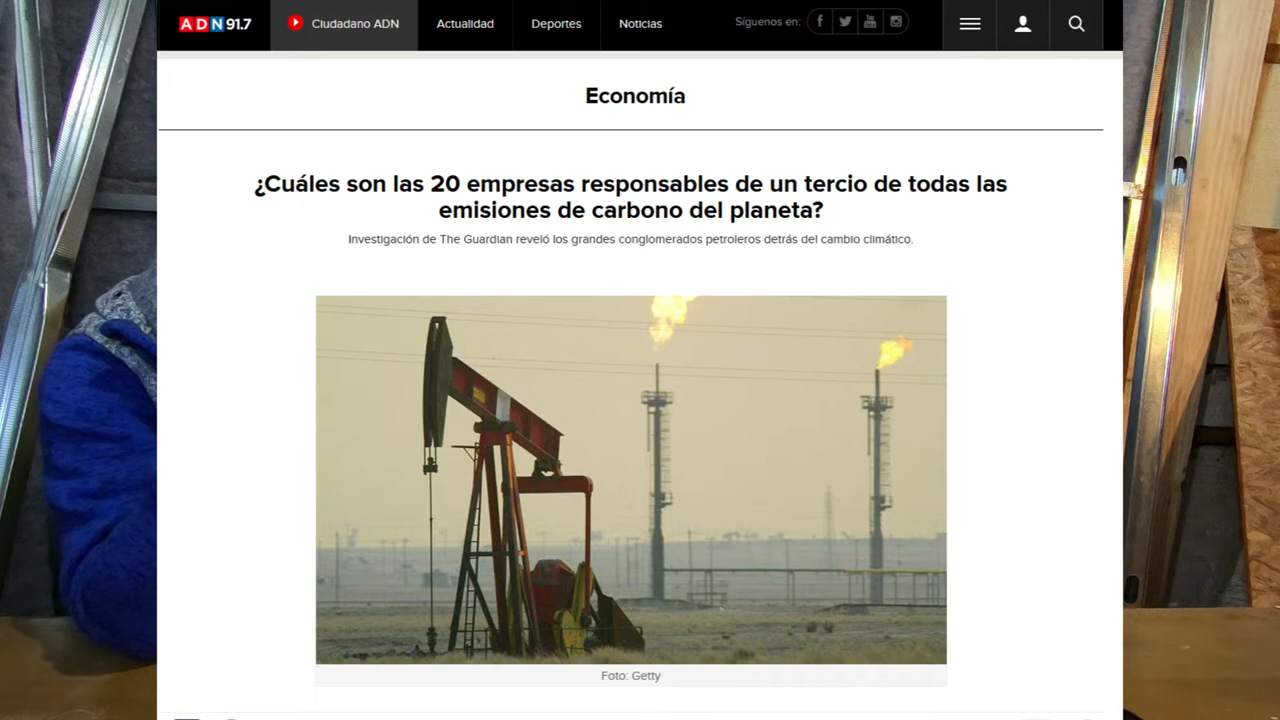 ADN 91.7
Ciudadano ADN
Actualidad
Deportes
Noticias
Síguenos en:
Economía
¿Cuáles son las 20 empresas responsables de un tercio de todas las
emisiones de carbono del planeta?
Investigación de The Guardian reveló los grandes conglomerados petroleros detrás del cambio climático.
Foto: Getty